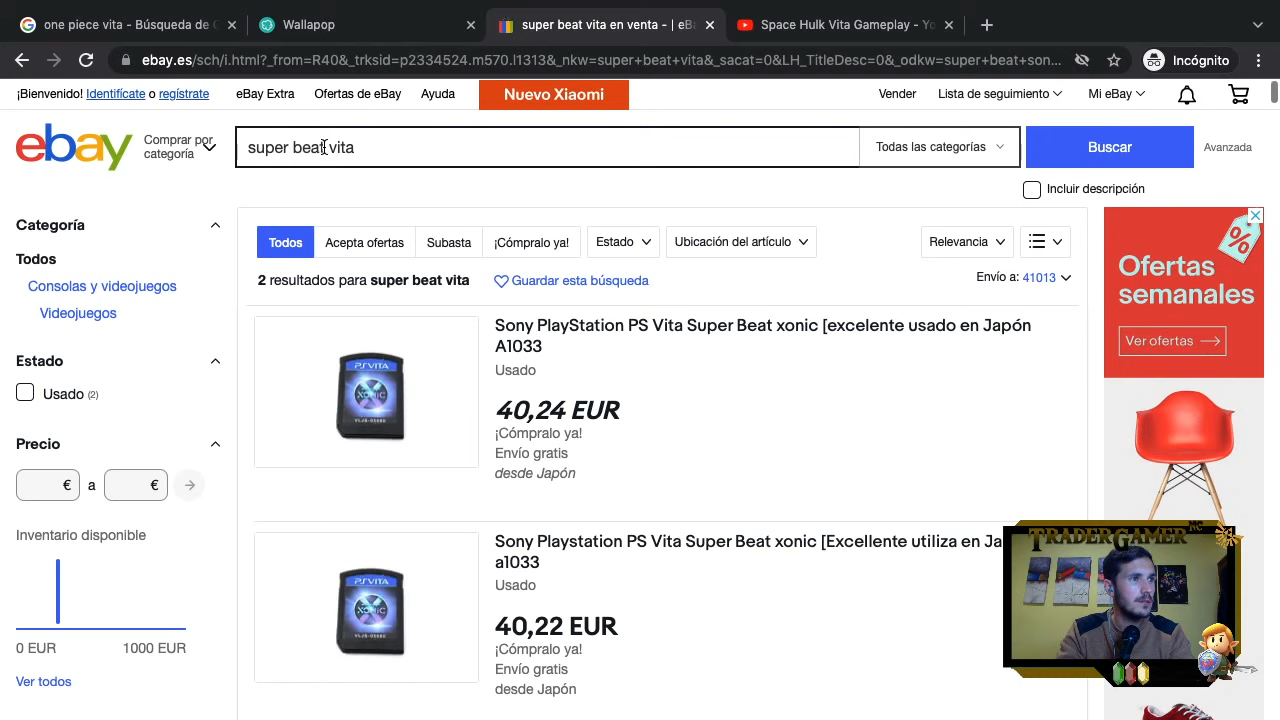 one piece vita - Búsqueda de G
Wallapop
super beat vita en venta - | eBa
Space Hulk Vita Gameplay - Yo
ebay.es/sch/i.html?_from=R40&_trksid=p2334524.m570.l1313&_nkw=super+beat+vita&_sacat=0&LH_TitleDesc=0&_odkw=super+beat+son...
Incógnito
¡Bienvenido! Identifícate o regístrate
eBay Extra
Ofertas de eBay
Ayuda
Nuevo Xiaomi
Vender
Lista de seguimiento
Mi eBay
ebay
Comprar por
categoría
super beat vita
Todas las categorías
Buscar
Avanzada
Incluir descripción
Categoría
Todos
Consolas y videojuegos
Videojuegos
Estado
Usado (2)
Precio
€ a €
Inventario disponible
0 EUR
1000 EUR
Ver todos
Todos
Acepta ofertas
Subasta
¡Cómpralo ya!
Estado
Ubicación del artículo
Relevancia
2 resultados para super beat vita
Guardar esta búsqueda
Envío a: 41013
Sony PlayStation PS Vita Super Beat xonic [excelente usado en Japón
A1033
Usado
40,24 EUR
¡Cómpralo ya!
Envío gratis
desde Japón
PSVITA
XONIC
Sony Playstation PS Vita Super Beat xonic [Excellente utiliza en Ja
a1033
Usado
40,22 EUR
¡Cómpralo ya!
Envío gratis
desde Japón
PSVITA
XONIC
Ofertas
semanales
Ver ofertas
TRADERGAMER
MC